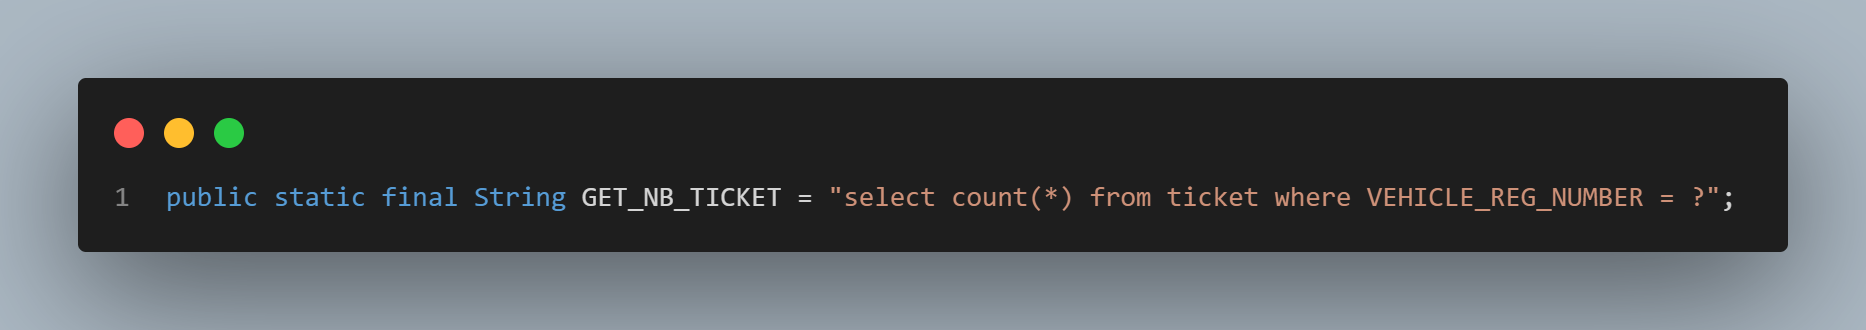 1 public static final String GET_NB_TICKET = "select count(*) from ticket where VEHICLE_REG_NUMBER = ?";